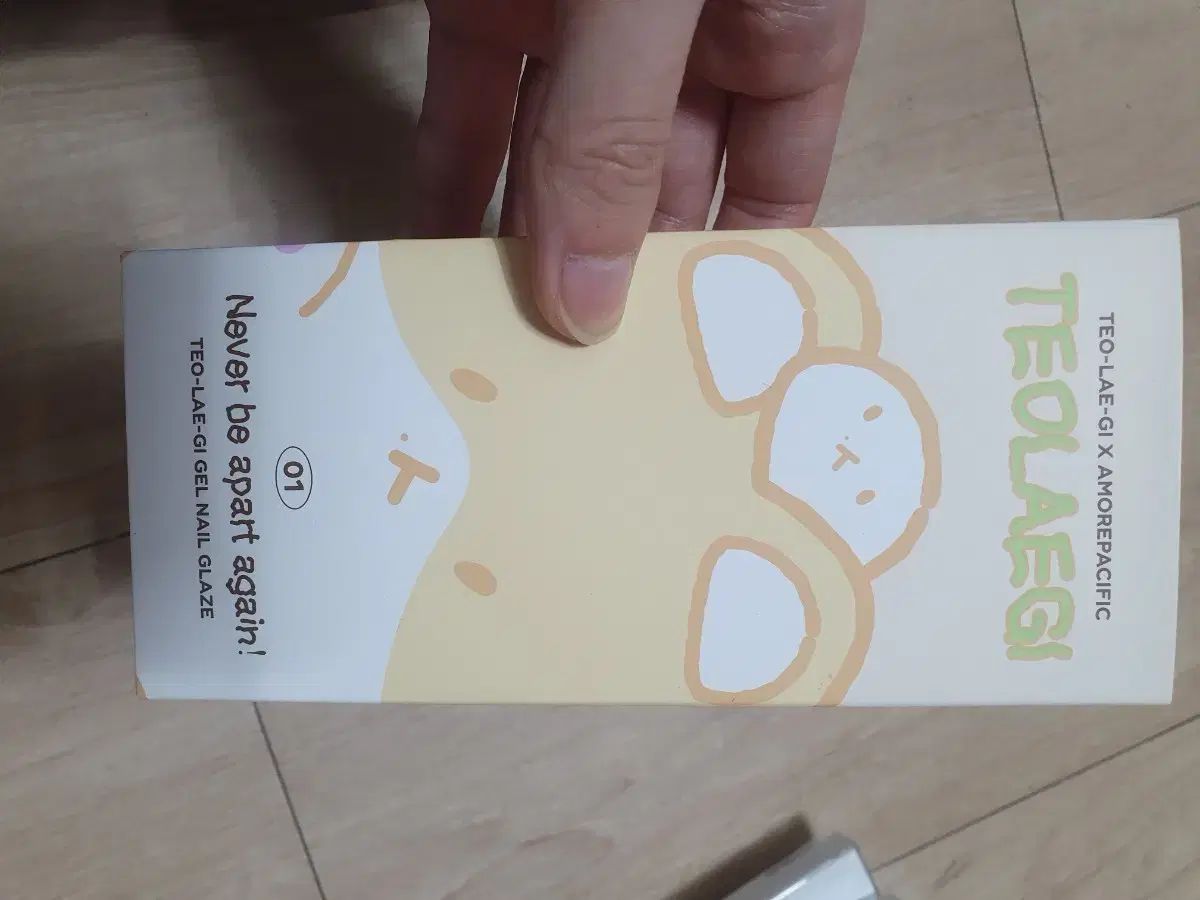 TEO-LAE-GI X AMOREPACIFIC
TEOLAEGI
01
Never be apart again!
TEO-LAE-GI GEL NAIL GLAZE